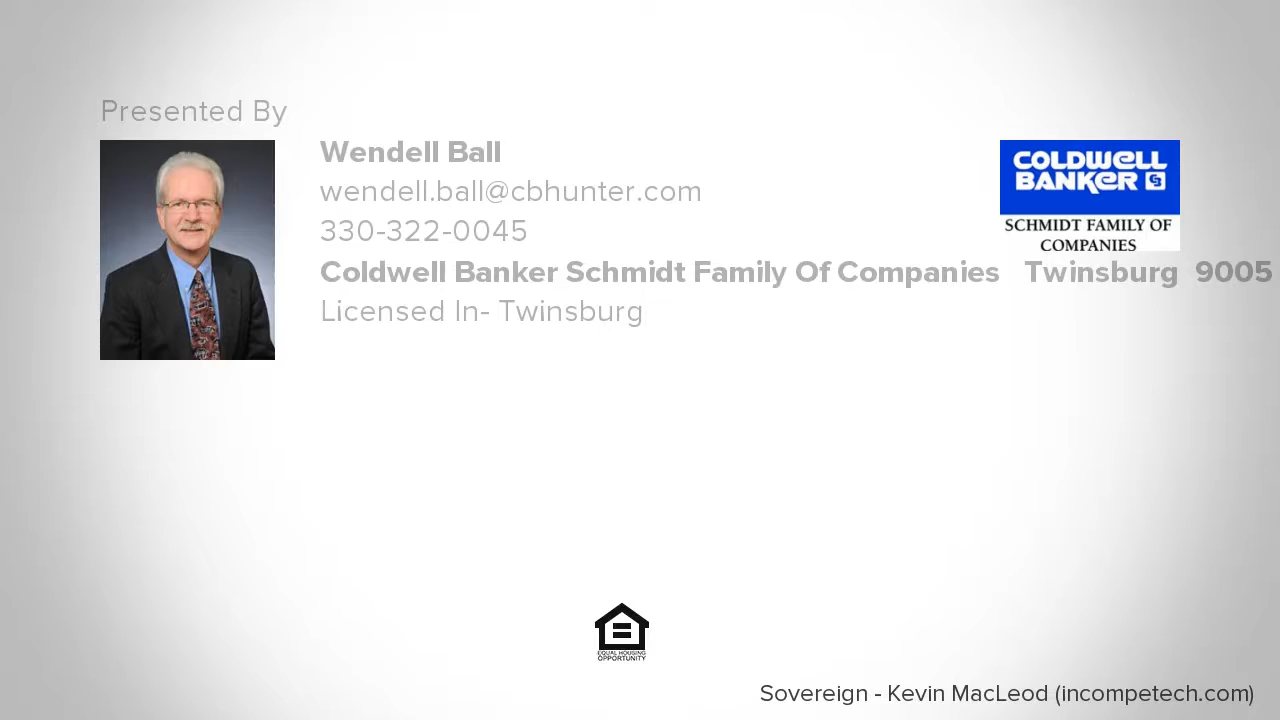 Presented By
Wendell Ball
wendell.ball@cbhunter.com
330-322-0045
Coldwell Banker Schmidt Family Of Companies   Twinsburg  9005
Licensed In- Twinsburg
COLDWELL
BANKER CB
SCHMIDT FAMILY OF
COMPANIES
EQUAL HOUSING
OPPORTUNITY
Sovereign - Kevin MacLeod (incompetech.com)